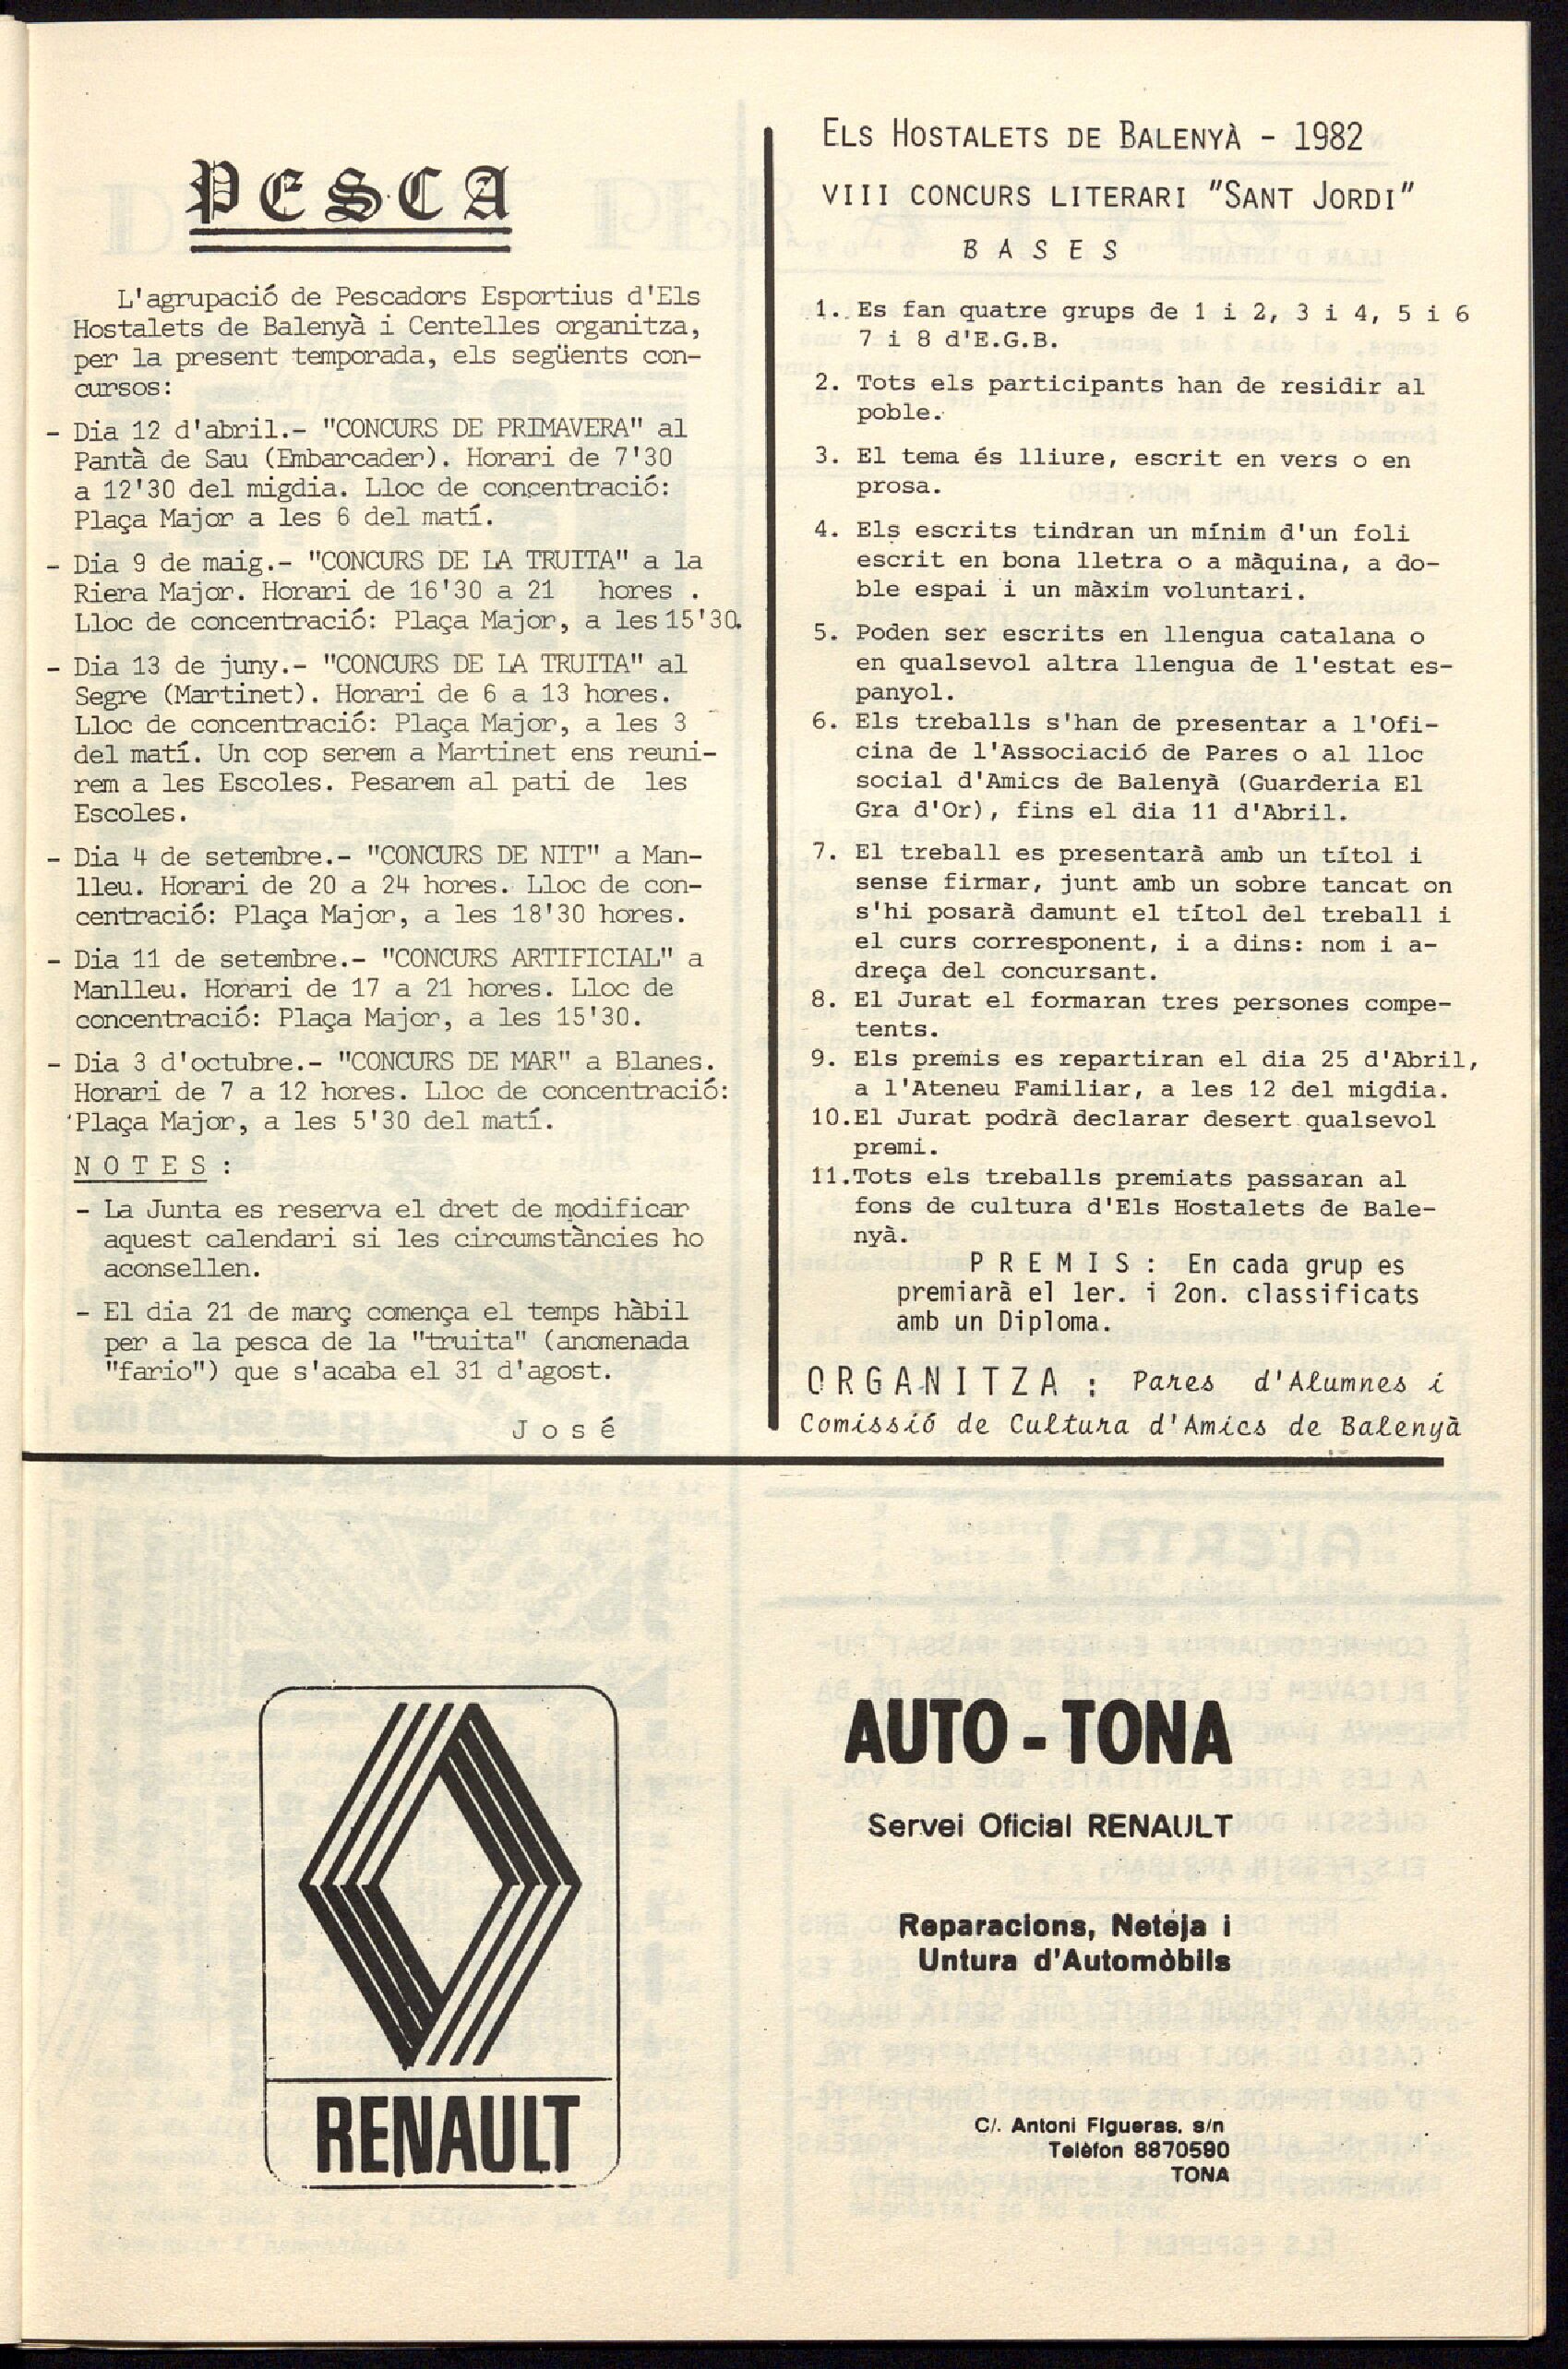 PESCA
L'agrupació de Pescadors Esportius d'Els
Hostalets de Balenyà i Centelles organitza,
per la present temporada, els següents con-
cursos:
- Dia 12 d'abril.- "CONCURS DE PRIMAVERA" al
Pantà de Sau (Embarcader). Horari de 7'30
a 12'30 del migdia. Lloc de concentració:
Plaça Major a les 6 del matí.
- Dia 9 de maig.- "CONCURS DE LA TRUITA" a la
Riera Major. Horari de 16'30 a 21 hores .
Lloc de concentració: Plaça Major, a les 15'30.
- Dia 13 de juny.- "CONCURS DE LA TRUITA" al
Segre (Martinet). Horari de 6 a 13 hores.
Lloc de concentració: Plaça Major, a les 3
del matí. Un cop serem a Martinet ens reuni-
rem a les Escoles. Pesarem al pati de les
Escoles.
- Dia 4 de setembre.- "CONCURS DE NIT" a Man-
lleu. Horari de 20 a 24 hores. Lloc de con-
centració: Plaça Major, a les 18'30 hores.
- Dia 11 de setembre.- "CONCURS ARTIFICIAL" a
Manlleu. Horari de 17 a 21 hores. Lloc de
concentració: Plaça Major, a les 15'30.
- Dia 3 d'octubre.- "CONCURS DE MAR" a Blanes.
Horari de 7 a 12 hores. Lloc de concentració:
Plaça Major, a les 5'30 del matí.
N O T E S :
- La Junta es reserva el dret de modificar
aquest calendari si les circumstàncies ho
aconsellen.
- El dia 21 de març comença el temps hàbil
per a la pesca de la "truita" (anomenada
"fario") que s'acaba el 31 d'agost.
J o s é
ELS HOSTALETS DE BALENYÀ - 1982
VIII CONCURS LITERARI "SANT JORDI"
B A S E S
1. Es fan quatre grups de 1 i 2, 3 i 4, 5 i 6
7 i 8 d'E.G.B.
2. Tots els participants han de residir al
poble.
3. El tema és lliure, escrit en vers o en
prosa.
4. Els escrits tindran un mínim d'un foli
escrit en bona lletra o a màquina, a do-
ble espai i un màxim voluntari.
5. Poden ser escrits en llengua catalana o
en qualsevol altra llengua de l'estat es-
panyol.
6. Els treballs s'han de presentar a l'Ofi-
cina de l'Associació de Pares o al lloc
social d'Amics de Balenyà (Guarderia El
Gra d'Or), fins el dia 11 d'Abril.
7. El treball es presentarà amb un títol i
sense firmar, junt amb un sobre tancat on
s'hi posarà damunt el títol del treball i
el curs corresponent, i a dins: nom i a-
dreça del concursant.
8. El Jurat el formaran tres persones compe-
tents.
9. Els premis es repartiran el dia 25 d'Abril,
a l'Ateneu Familiar, a les 12 del migdia.
10.El Jurat podrà declarar desert qualsevol
premi.
11.Tots els treballs premiats passaran al
fons de cultura d'Els Hostalets de Bale-
nyà.
P R E M I S : En cada grup es
premiarà el 1er. i 2on. classificats
amb un Diploma.
O R G A N I T Z A : Pares d'Alumnes i
Comissió de Cultura d'Amics de Balenyà
RENAULT
AUTO - TONA
Servei Oficial RENAULT
Reparacions, Neteja i
Untura d'Automòbils
C/. Antoni Figueras, s/n
Telèfon 8870590
TONA